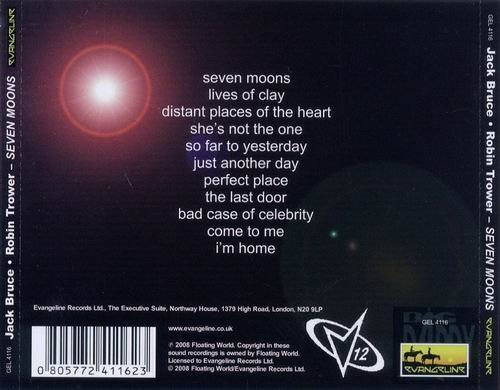 EVANGELINE
GEL 4116
Jack Bruce • Robin Trower – SEVEN MOONS
seven moons
lives of clay
distant places of the heart
she's not the one
so far to yesterday
just another day
perfect place
the last door
bad case of celebrity
come to me
i'm home
Evangeline Records Ltd., The Executive Suite, Northway House, 1379 High Road, London, N20 9LP
www.evangeline.co.uk
℗ 2008 Floating World. Copyright in these
sound recordings is owned by Floating World.
Licensed to Evangeline Records Ltd.
© 2008 Floating World/Evangeline Records Ltd.
0 805772 411623
V12
GEL 4116
EVANGELINE
GEL 4116
Jack Bruce • Robin Trower – SEVEN MOONS
EVANGELINE